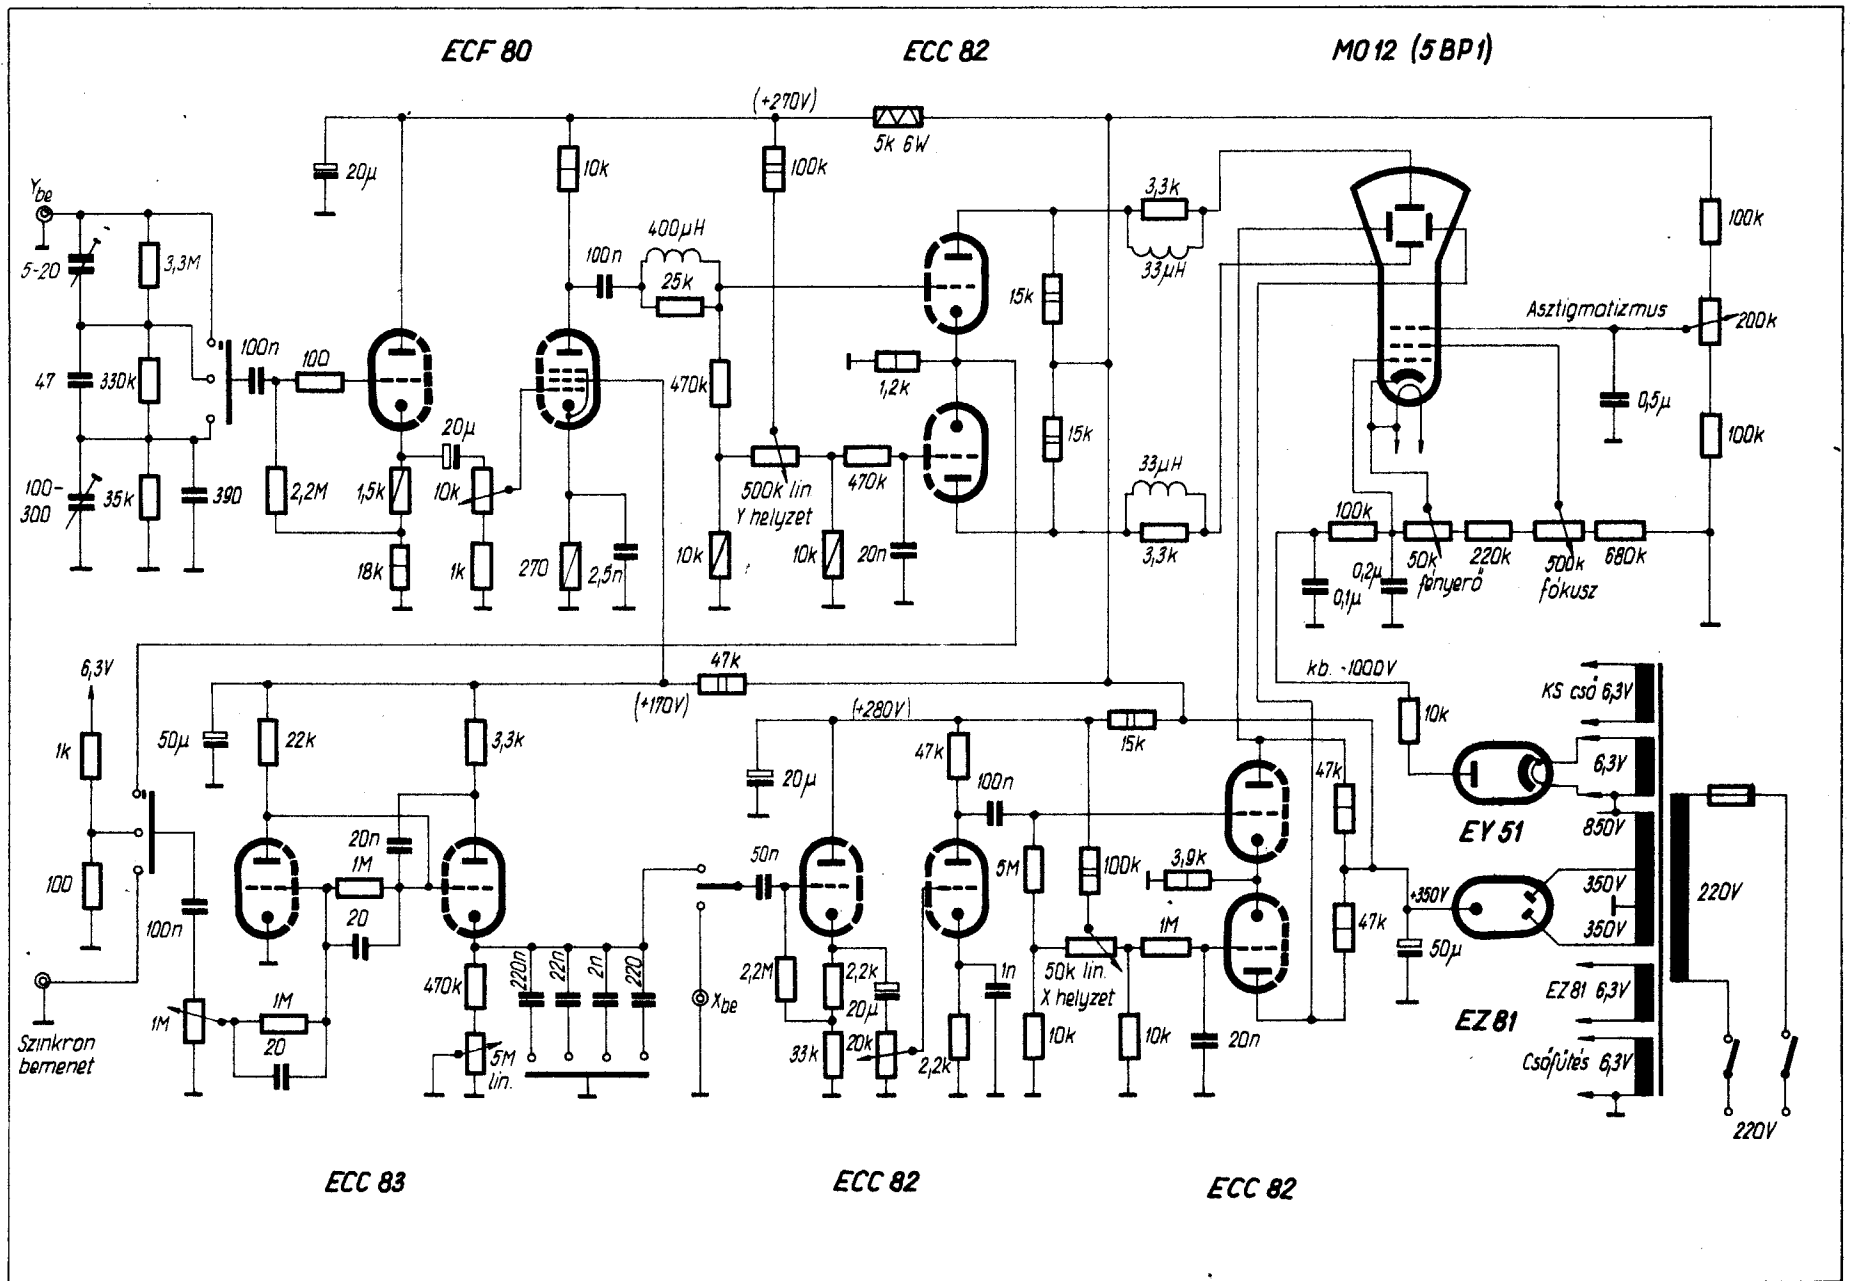 ECF 80
ECC 82
MO12 (5BP1)
(+270V)
5k 6W
20µ
10k
100k
Ybe
5-20
3,3M
400µH
100n
25k
3,3k
33µH
100k
15k
Asztigmatizmus
200k
47
330k
100n
100
470k
1,2k
0,5µ
20µ
15k
100k
100-
300
35k
390
2,2M
1,5k
10k
500k lin
Y helyzet
470k
33µH
3,3k
100k
50k
fényerő
220k
500k
fókusz
680k
18k
1k
270
2,5n
10k
10k
20n
0,1µ
0,2µ
6,3V
47k
(+170V)
(+280V)
kb. -1000V
KS cső 6,3V
1k
50µ
22k
3,3k
20µ
47k
100n
15k
47k
10k
6,3V
EY 51
850V
20n
1M
20
50n
5M
100k
3,9k
+350V
350V
350V
220V
100
100n
470k
220n
22n
2n
220
2,2M
2,2k
20µ
1n
50k lin.
X helyzet
1M
47k
50µ
EZ81 6,3V
EZ 81
Xbe
1M
1M
20
5M
lin.
33k
20k
2,2k
10k
10k
20n
Csőfűtés 6,3V
Szinkron
bemenet
220V
ECC 83
ECC 82
ECC 82